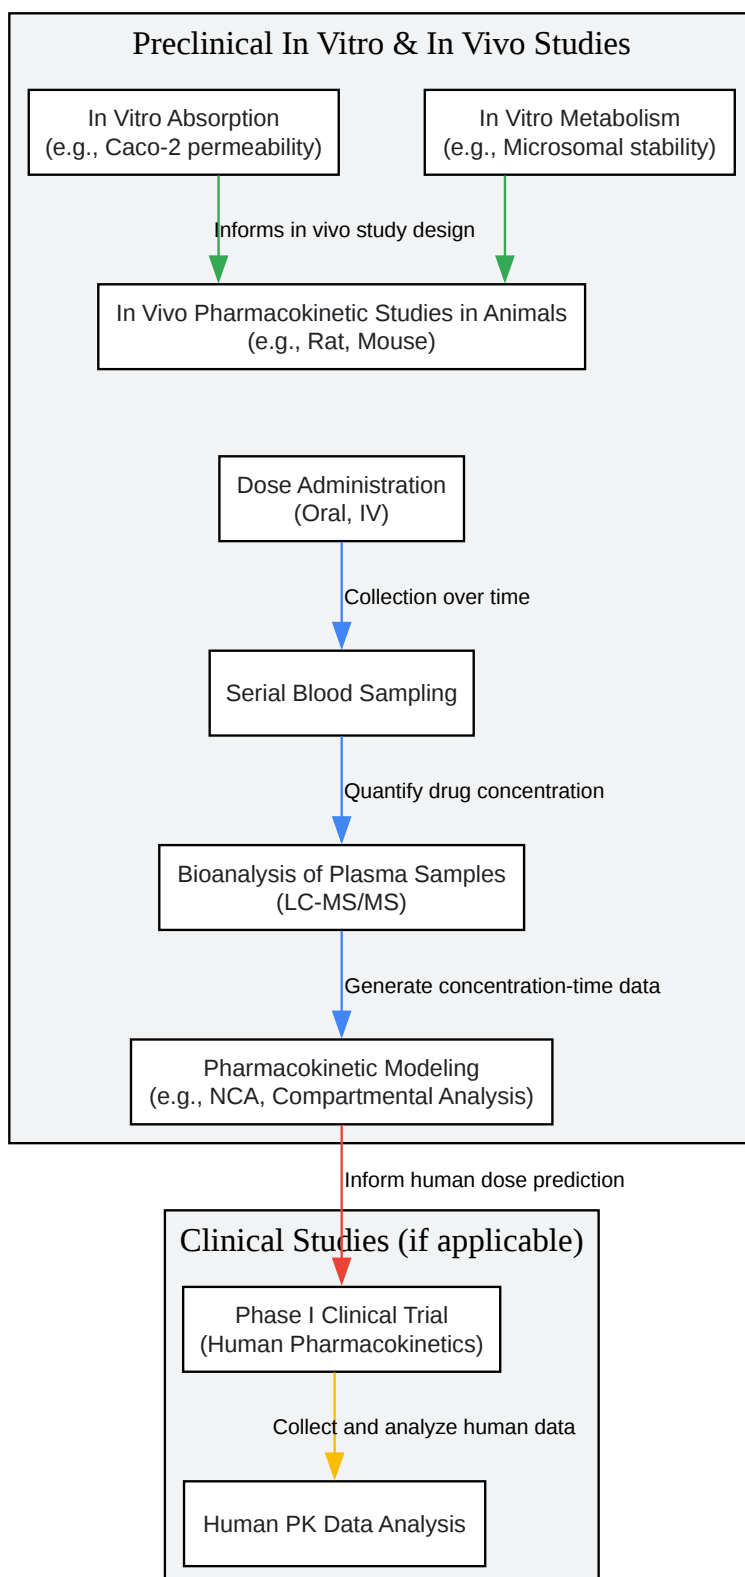 Preclinical In Vitro & In Vivo Studies
In Vitro Absorption
(e.g., Caco-2 permeability)
In Vitro Metabolism
(e.g., Microsomal stability)
Informs in vivo study design
In Vivo Pharmacokinetic Studies in Animals
(e.g., Rat, Mouse)
Dose Administration
(Oral, IV)
Collection over time
Serial Blood Sampling
Quantify drug concentration
Bioanalysis of Plasma Samples
(LC-MS/MS)
Generate concentration-time data
Pharmacokinetic Modeling
(e.g., NCA, Compartmental Analysis)
Inform human dose prediction
Clinical Studies (if applicable)
Phase I Clinical Trial
(Human Pharmacokinetics)
Collect and analyze human data
Human PK Data Analysis